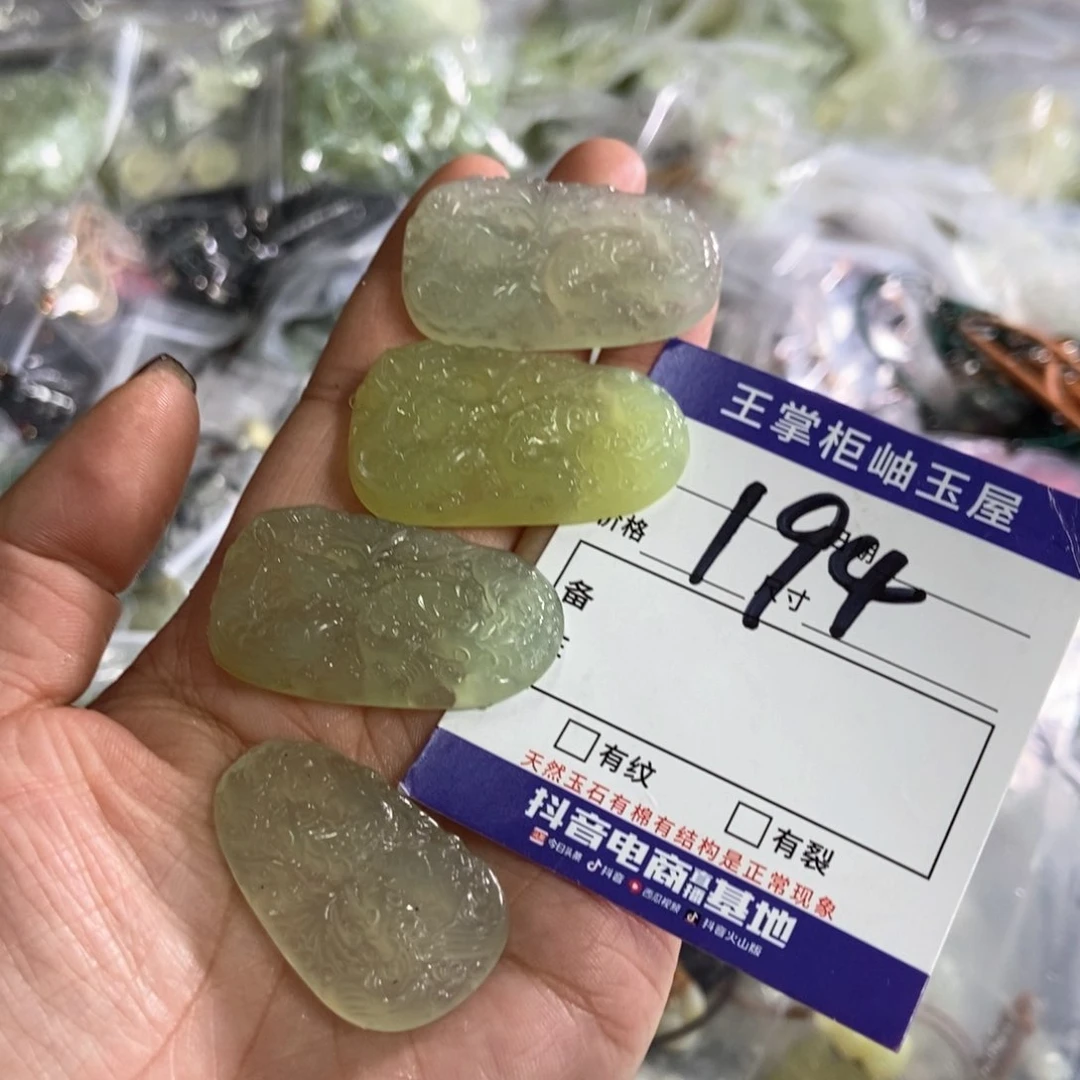 王掌柜岫玉屋
194
价格
尺寸
备
有纹
有裂
天然玉石有棉有结构是正常现象
抖音电商直播基地
今日头条 抖音 西瓜视频 抖音火山版